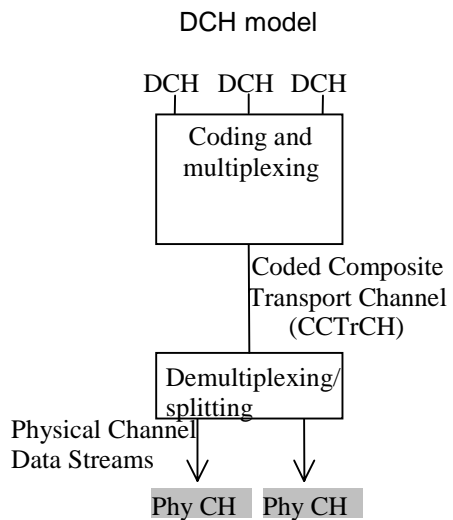 DCH model
DCH DCH DCH
Coding and
multiplexing
Coded Composite
Transport Channel
(CCTrCH)
Demultiplexing/
splitting
Physical Channel
Data Streams
Phy CH Phy CH